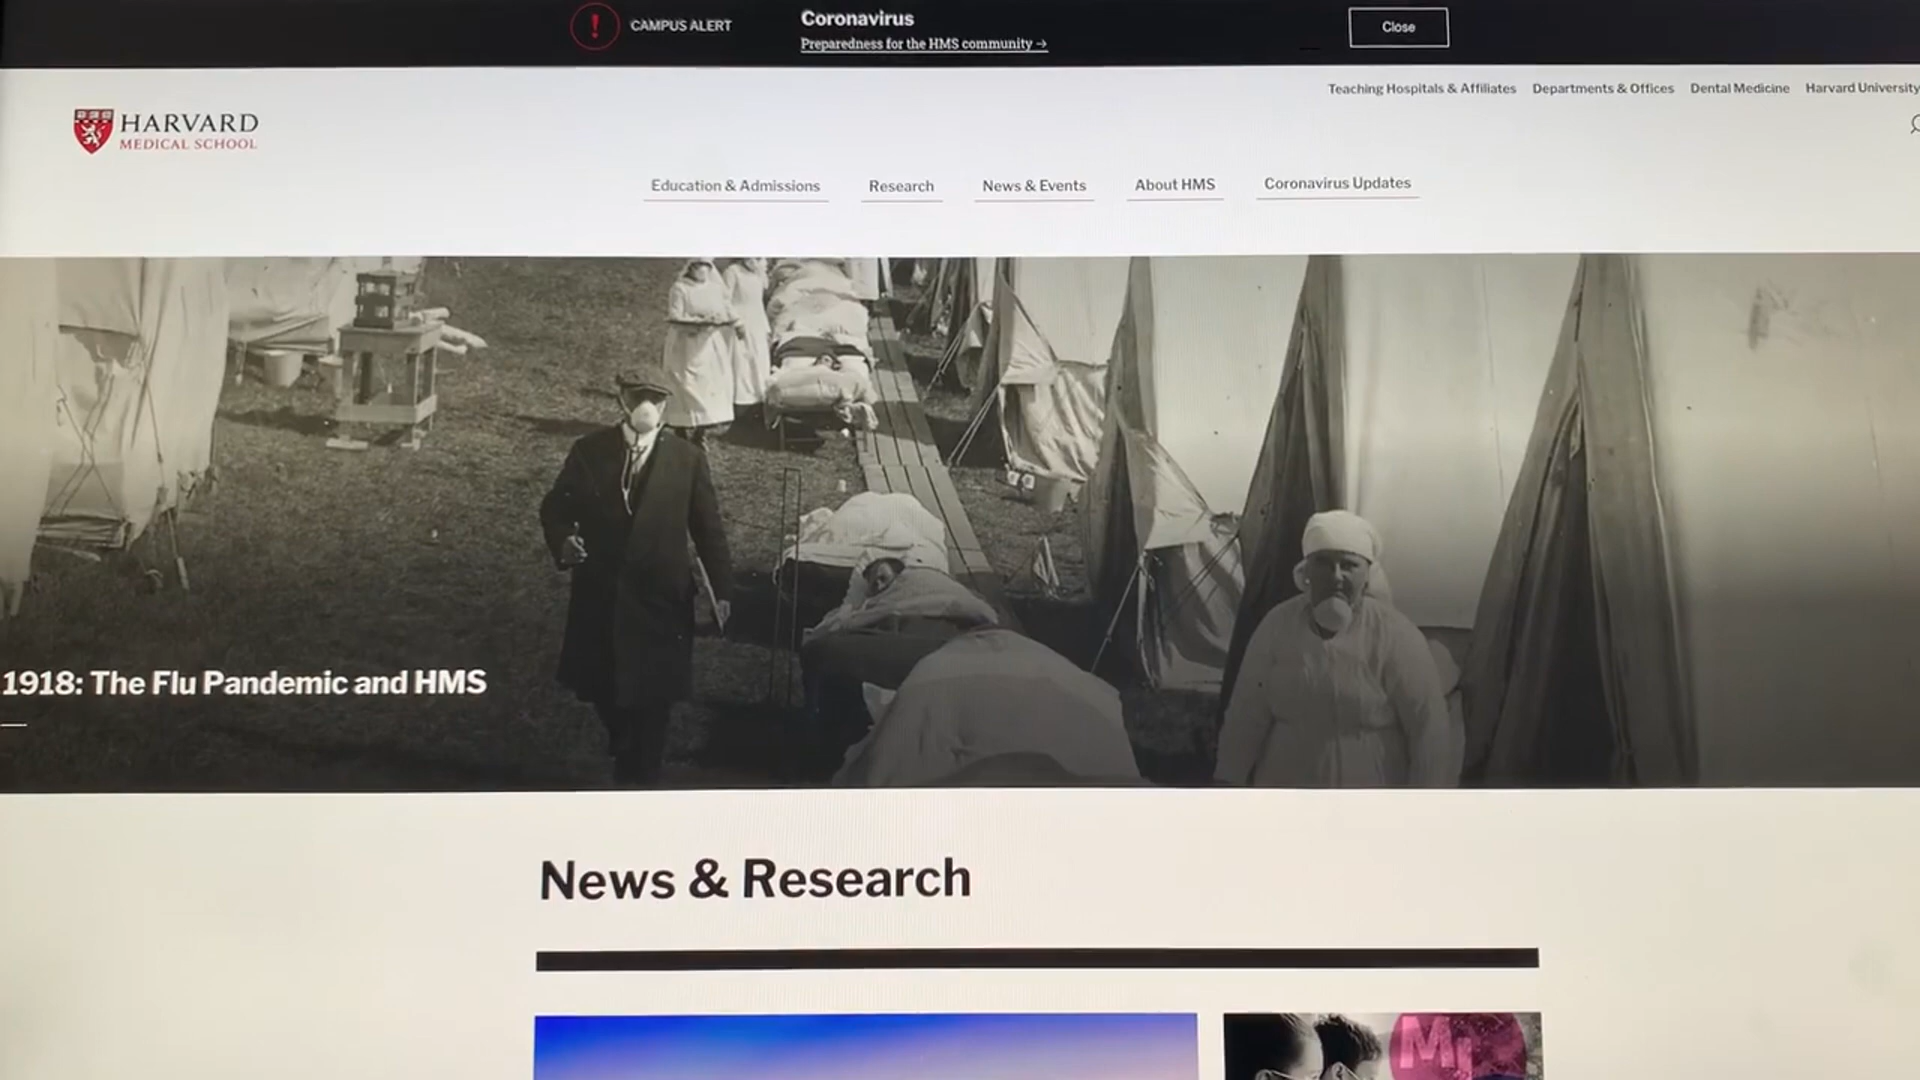 CAMPUS ALERT
Coronavirus
Preparedness for the HMS community →
Close
Teaching Hospitals & Affiliates
Departments & Offices
Dental Medicine
Harvard University
HARVARD
MEDICAL SCHOOL
Education & Admissions
Research
News & Events
About HMS
Coronavirus Updates
1918: The Flu Pandemic and HMS
News & Research